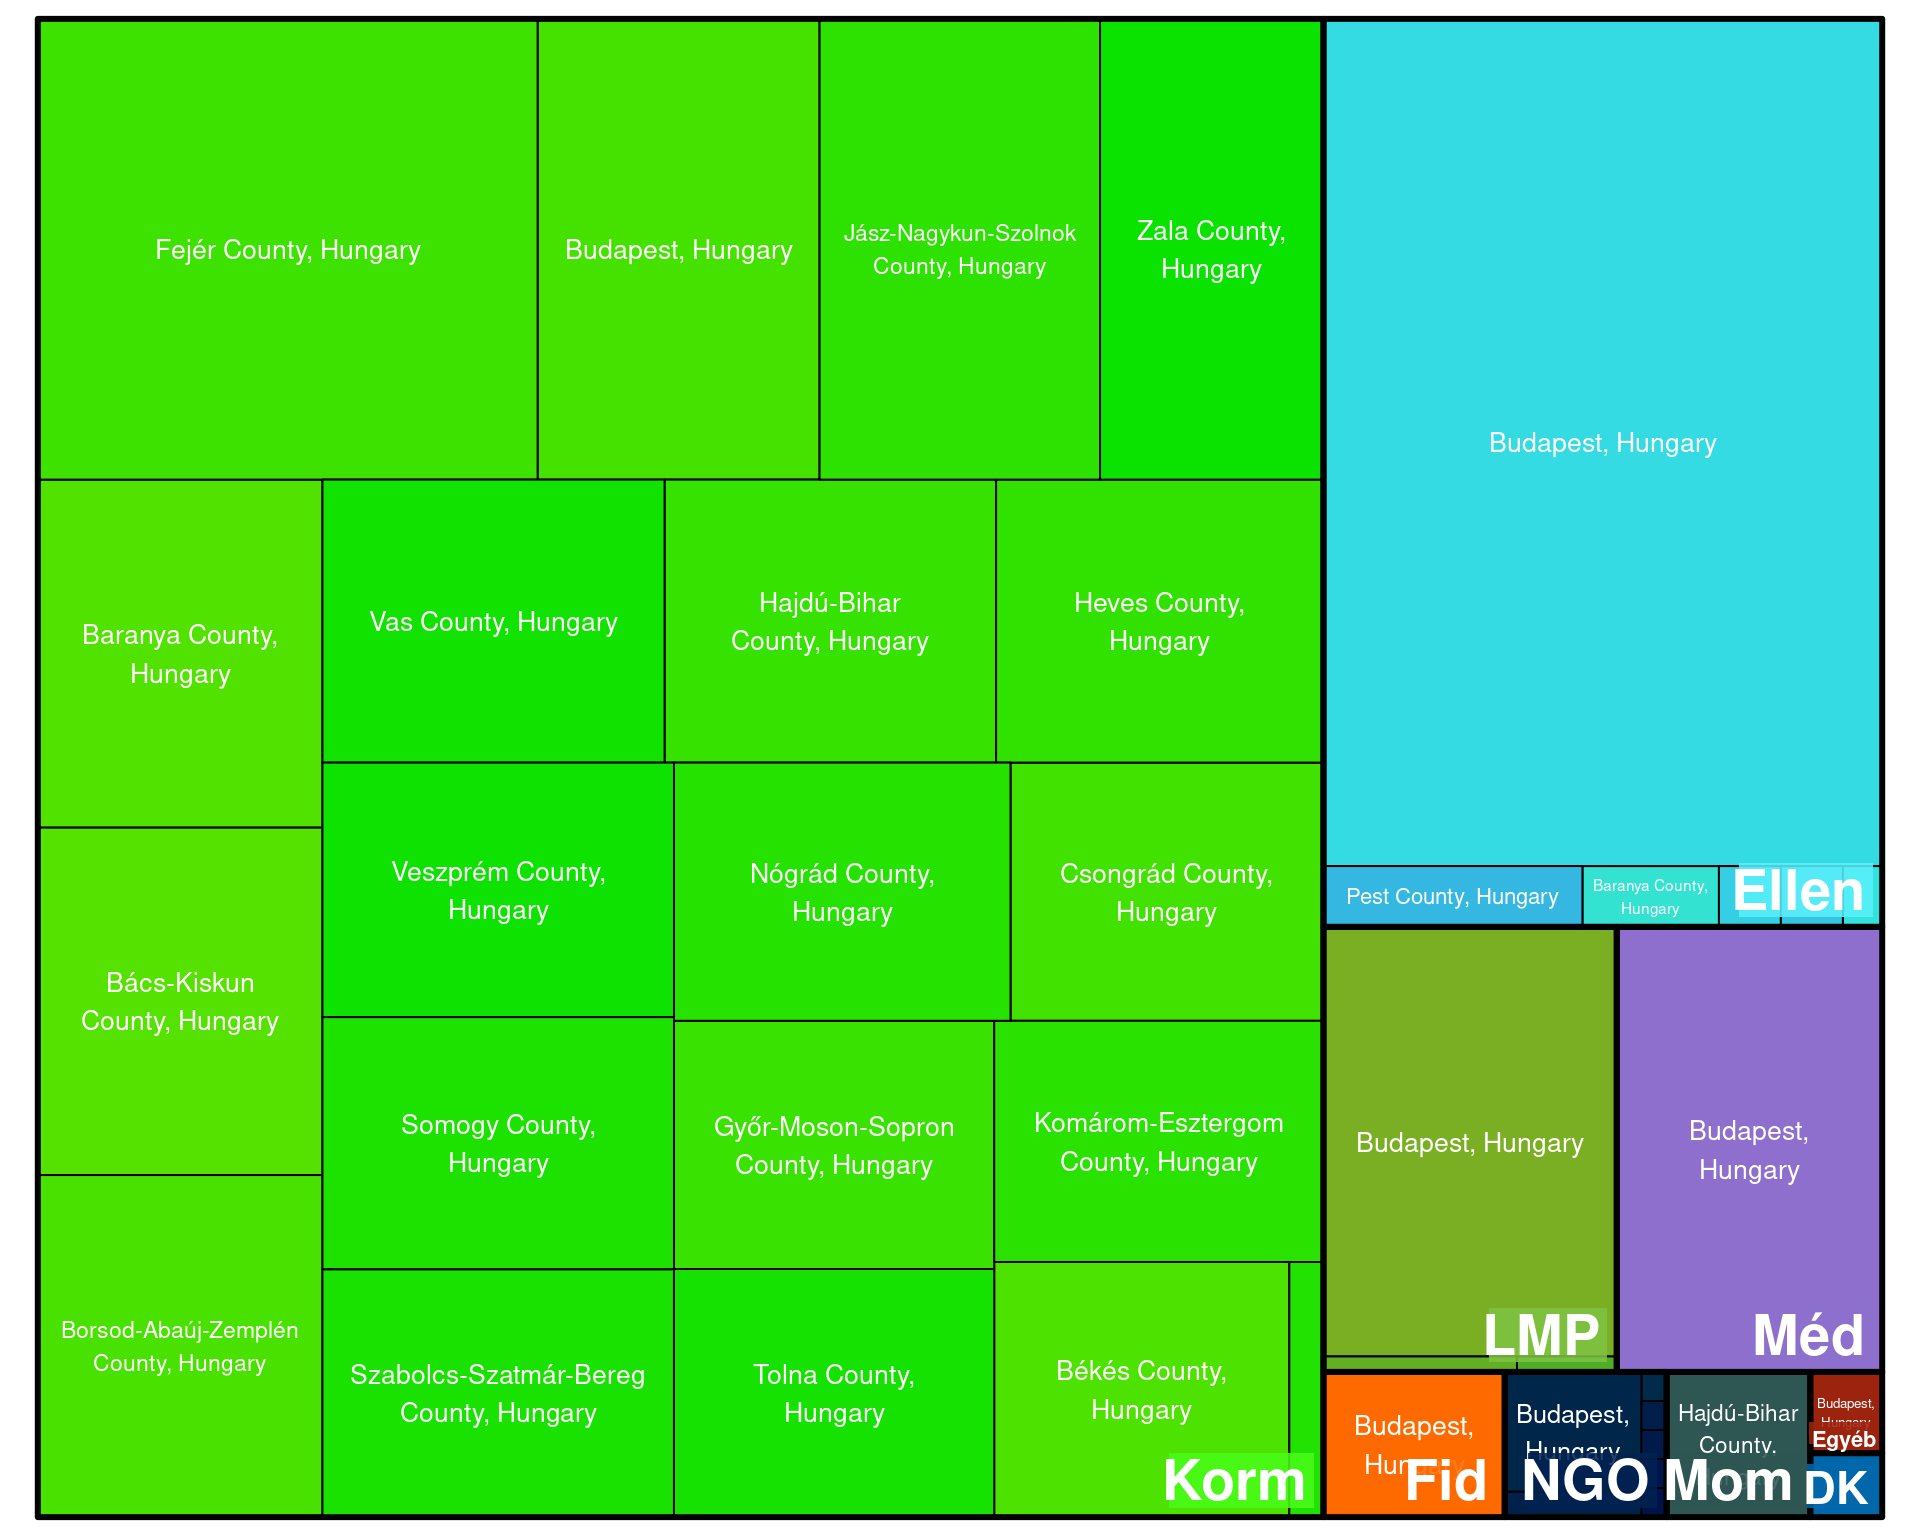 Fejér County, Hungary
Budapest, Hungary
Jász-Nagykun-Szolnok
County, Hungary
Zala County,
Hungary
Budapest, Hungary
Baranya County,
Hungary
Vas County, Hungary
Hajdú-Bihar
County, Hungary
Heves County,
Hungary
Veszprém County,
Hungary
Nógrád County,
Hungary
Csongrád County,
Hungary
Pest County, Hungary
Baranya County,
Hungary
Ellen
Bács-Kiskun
County, Hungary
Somogy County,
Hungary
Győr-Moson-Sopron
County, Hungary
Komárom-Esztergom
County, Hungary
Budapest, Hungary
LMP
Budapest,
Hungary
Méd
Borsod-Abaúj-Zemplén
County, Hungary
Szabolcs-Szatmár-Bereg
County, Hungary
Tolna County,
Hungary
Békés County,
Hungary
Korm
Budapest,
Hungary
Fid
Budapest,
Hungary
NGO
Hajdú-Bihar
County,
Mom
Budapest,
Hungary
Egyéb
DK